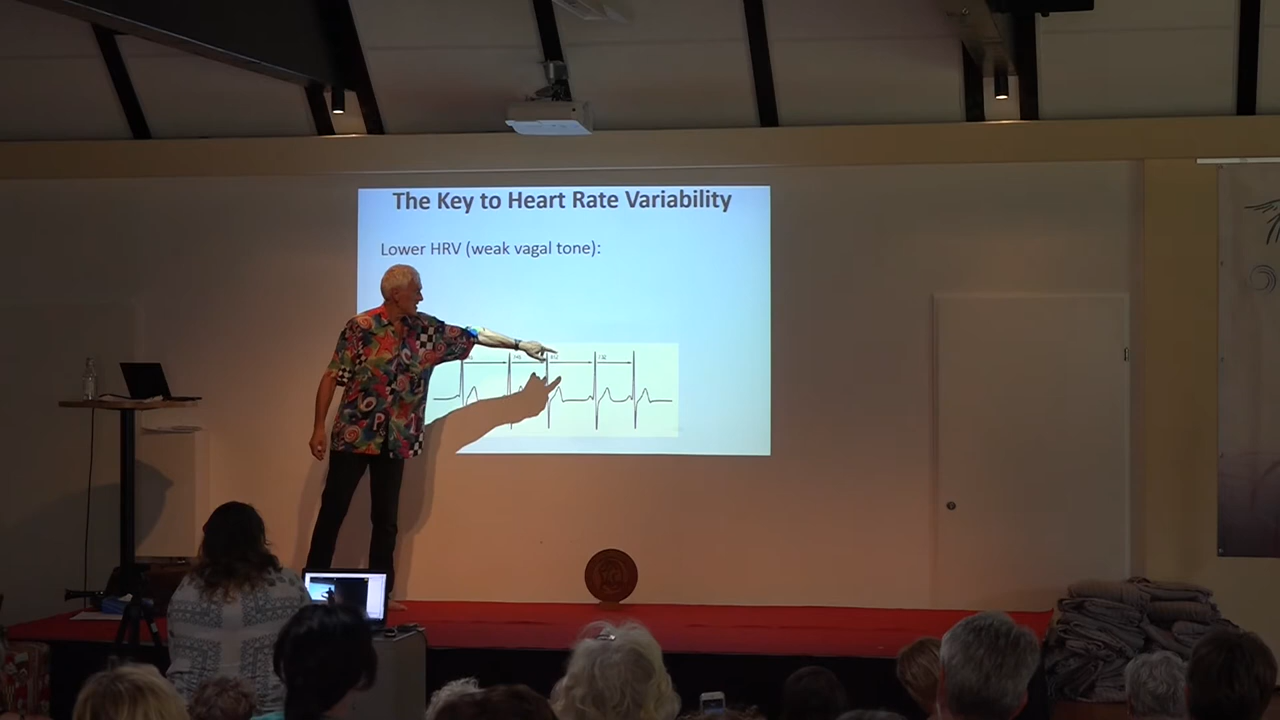 The Key to Heart Rate Variability
Lower HRV (weak vagal tone):